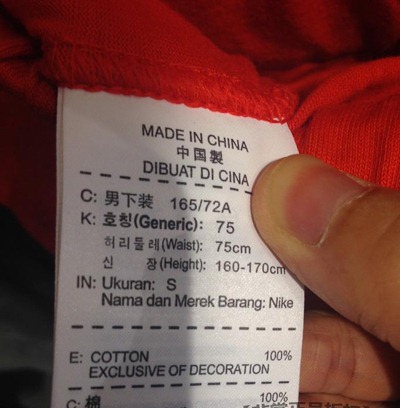 MADE IN CHINA
中国製
DIBUAT DI CINA
C: 男下装 165/72A
K: 호칭(Generic): 75
허리둘레(Waist): 75cm
신 장(Height): 160-170cm
IN: Ukuran: S
Nama dan Merek Barang: Nike
E: COTTON 100%
EXCLUSIVE OF DECORATION
C: 棉 100%